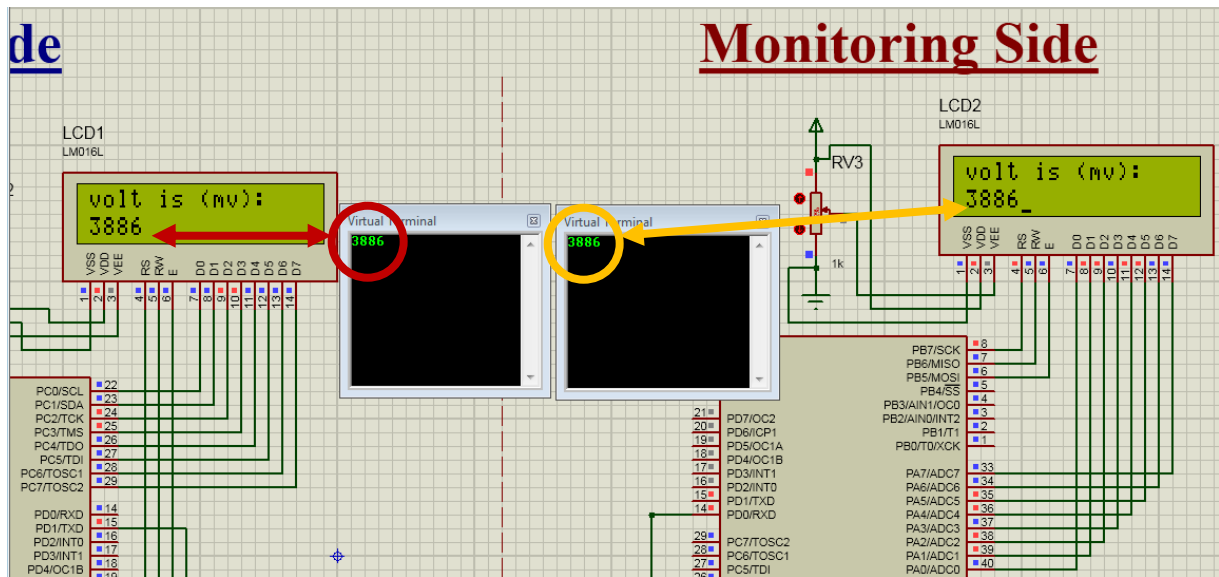 de
Monitoring Side
LCD1
LM016L
volt is (mv):
3886
VSS
VDD
VEE
RS
RW
E
D0
D1
D2
D3
D4
D5
D6
D7
1
2
3
4
5
6
7
8
9
10
11
12
13
14
Virtual Terminal
3886
Virtual Terminal
3886
RV3
1k
LCD2
LM016L
volt is (mv):
3886_
VSS
VDD
VEE
RS
RW
E
D0
D1
D2
D3
D4
D5
D6
D7
1
2
3
4
5
6
7
8
9
10
11
12
13
14
PC0/SCL 22
PC1/SDA 23
PC2/TCK 24
PC3/TMS 25
PC4/TDO 26
PC5/TDI 27
PC6/TOSC1 28
PC7/TOSC2 29
PD0/RXD 14
PD1/TXD 15
PD2/INT0 16
PD3/INT1 17
PD4/OC1B 18
19
21 PD7/OC2
20 PD6/ICP1
19 PD5/OC1A
18 PD4/OC1B
17 PD3/INT1
16 PD2/INT0
15 PD1/TXD
14 PD0/RXD
29 PC7/TOSC2
28 PC6/TOSC1
27 PC5/TDI
26
PB7/SCK 8
PB6/MISO 7
PB5/MOSI 6
PB4/SS 5
PB3/AIN1/OC0 4
PB2/AIN0/INT2 3
PB1/T1 2
PB0/T0/XCK 1
PA7/ADC7 33
PA6/ADC6 34
PA5/ADC5 35
PA4/ADC4 36
PA3/ADC3 37
PA2/ADC2 38
PA1/ADC1 39
PA0/ADC0 40